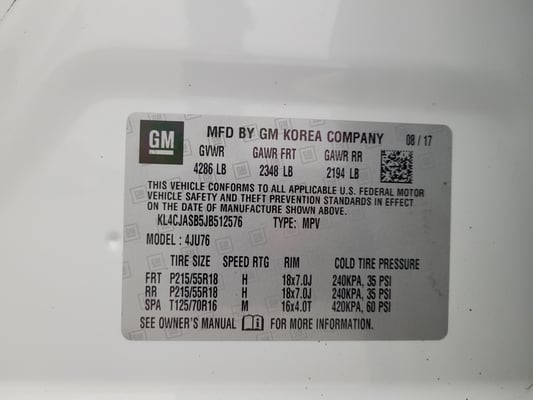 GM MFD BY GM KOREA COMPANY 08/17
GVWR GAWR FRT GAWR RR
4286 LB 2348 LB 2194 LB
THIS VEHICLE CONFORMS TO ALL APPLICABLE U.S. FEDERAL MOTOR
VEHICLE SAFETY AND THEFT PREVENTION STANDARDS IN EFFECT ON
THE DATE OF MANUFACTURE SHOWN ABOVE.
KL4CJASB5JB512576 TYPE: MPV
MODEL : 4JU76
TIRE SIZE SPEED RTG RIM COLD TIRE PRESSURE
FRT P215/55R18 H 18x7.0J 240KPA, 35 PSI
RR P215/55R18 H 18x7.0J 240KPA, 35 PSI
SPA T125/70R16 M 16x4.0T 420KPA, 60 PSI
SEE OWNER'S MANUAL FOR MORE INFORMATION.